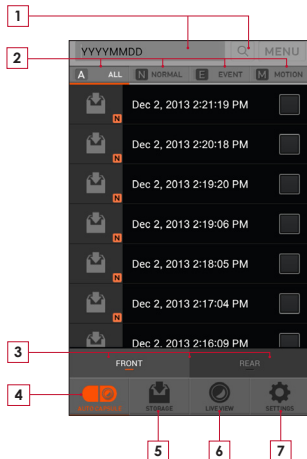 1
YYYYMMDD MENU
2
A ALL N NORMAL E EVENT M MOTION
Dec 2, 2013 2:21:19 PM
N
Dec 2, 2013 2:20:18 PM
N
Dec 2, 2013 2:19:20 PM
N
Dec 2, 2013 2:19:06 PM
N
Dec 2, 2013 2:18:05 PM
N
Dec 2, 2013 2:17:04 PM
N
Dec 2, 2013 2:16:09 PM
3
FRONT REAR
4
STORAGE LIVE VIEW SETTINGS
5 6 7